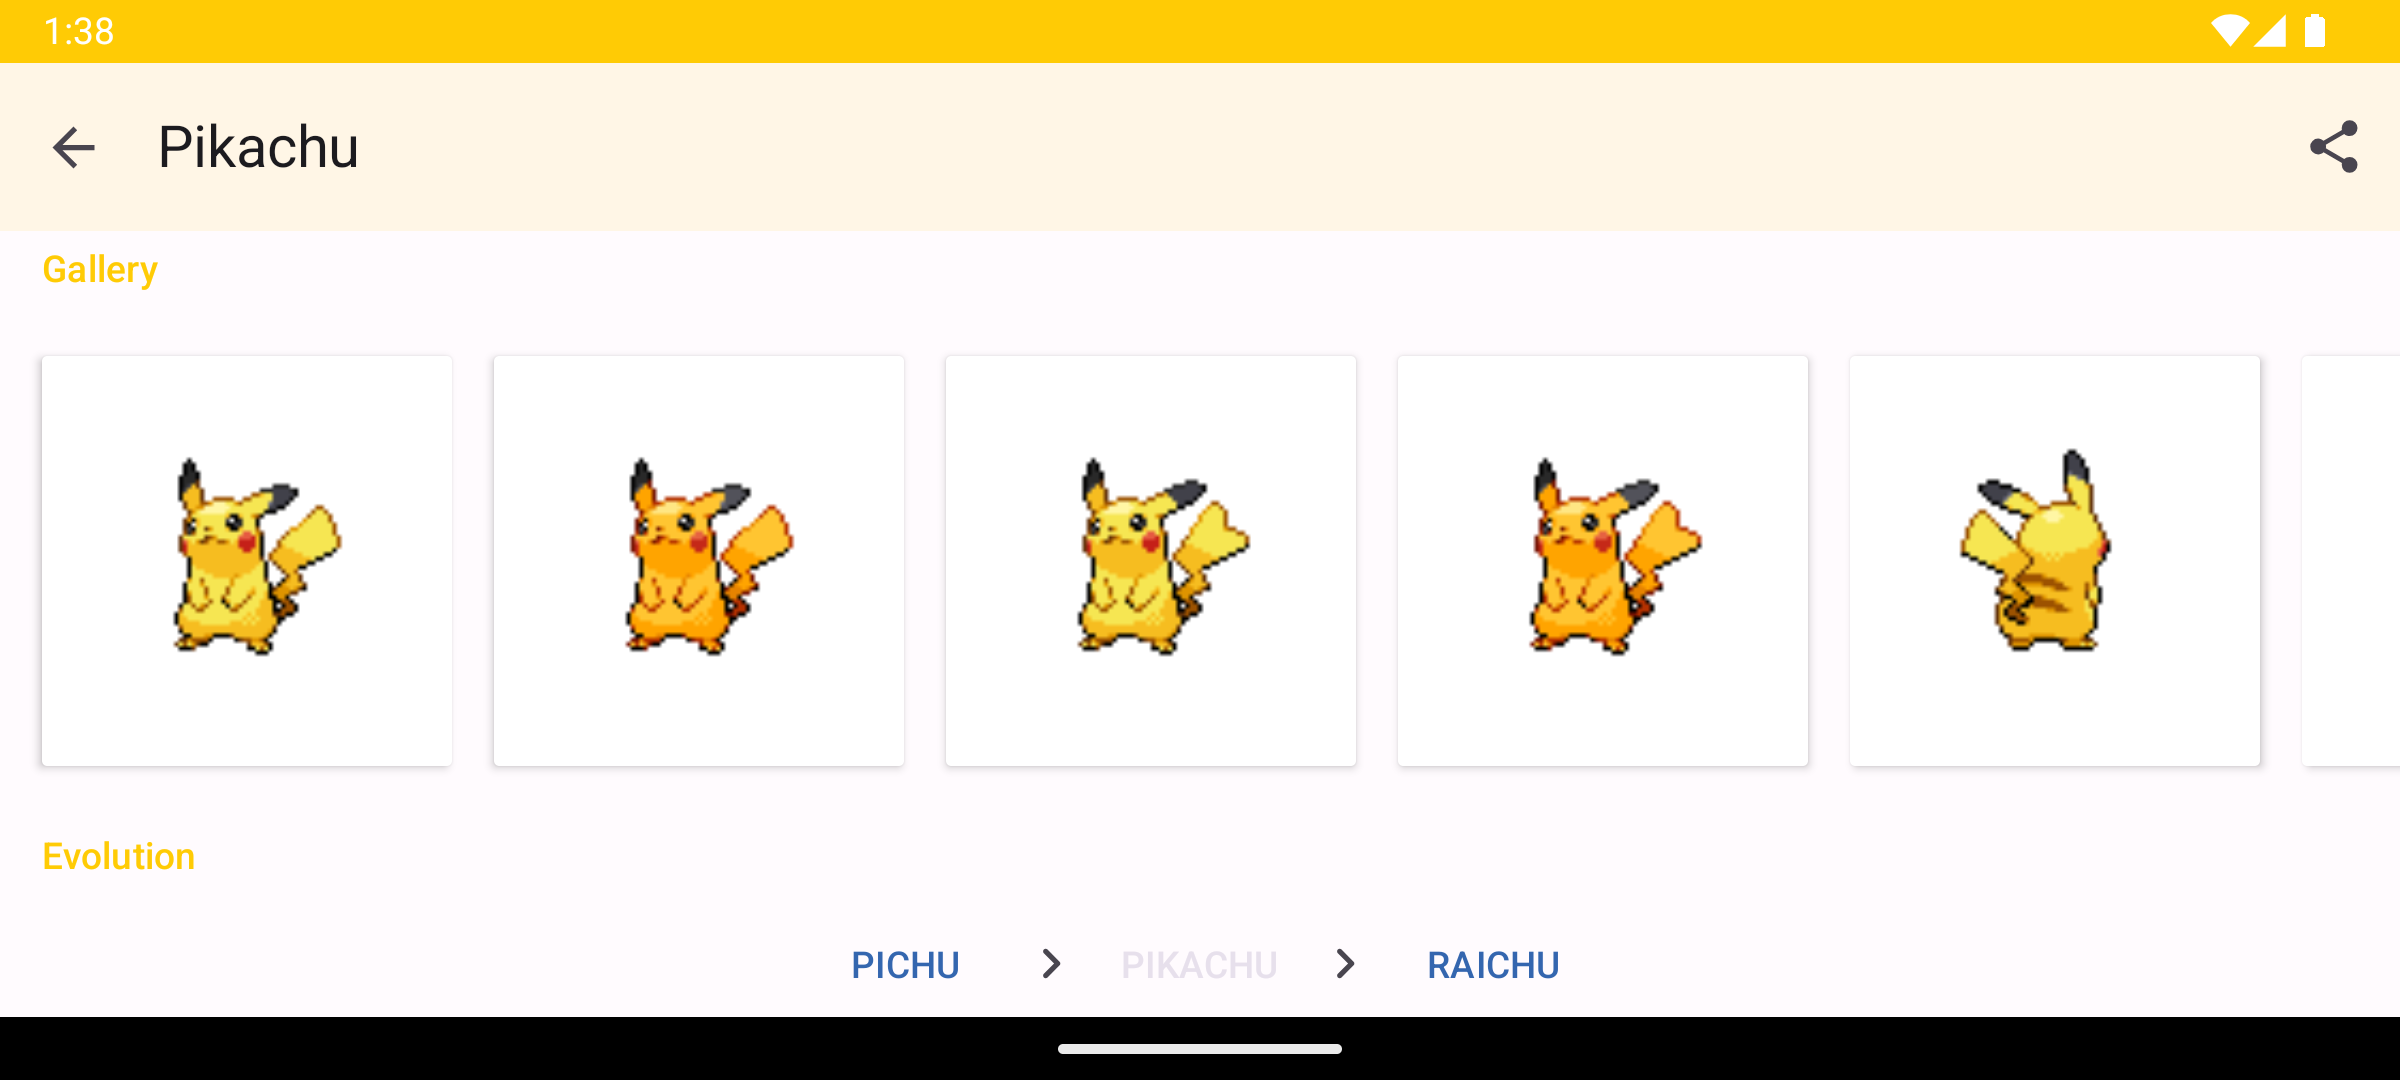 1:38
Pikachu
Gallery
Evolution
PICHU PIKACHU RAICHU